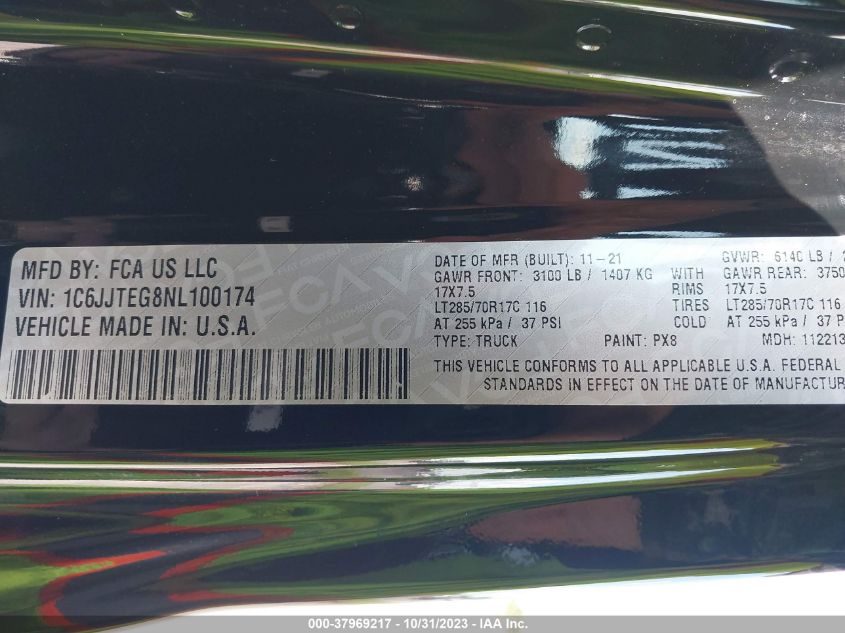 MFD BY: FCA US LLC
VIN: 1C6JJTEG8NL100174
VEHICLE MADE IN: U.S.A.
DATE OF MFR (BUILT): 11-21 GVWR: 6140 LB /
GAWR FRONT: 3100 LB / 1407 KG WITH GAWR REAR: 3750
17X7.5 RIMS 17X7.5
LT285/70R17C 116 TIRES LT285/70R17C 116
AT 255 kPa / 37 PSI COLD AT 255 kPa / 37 PS
TYPE: TRUCK PAINT: PX8 MDH: 112213
THIS VEHICLE CONFORMS TO ALL APPLICABLE U.S.A. FEDERAL
STANDARDS IN EFFECT ON THE DATE OF MANUFACTUR
000-37969217 - 10/31/2023 - IAA Inc.